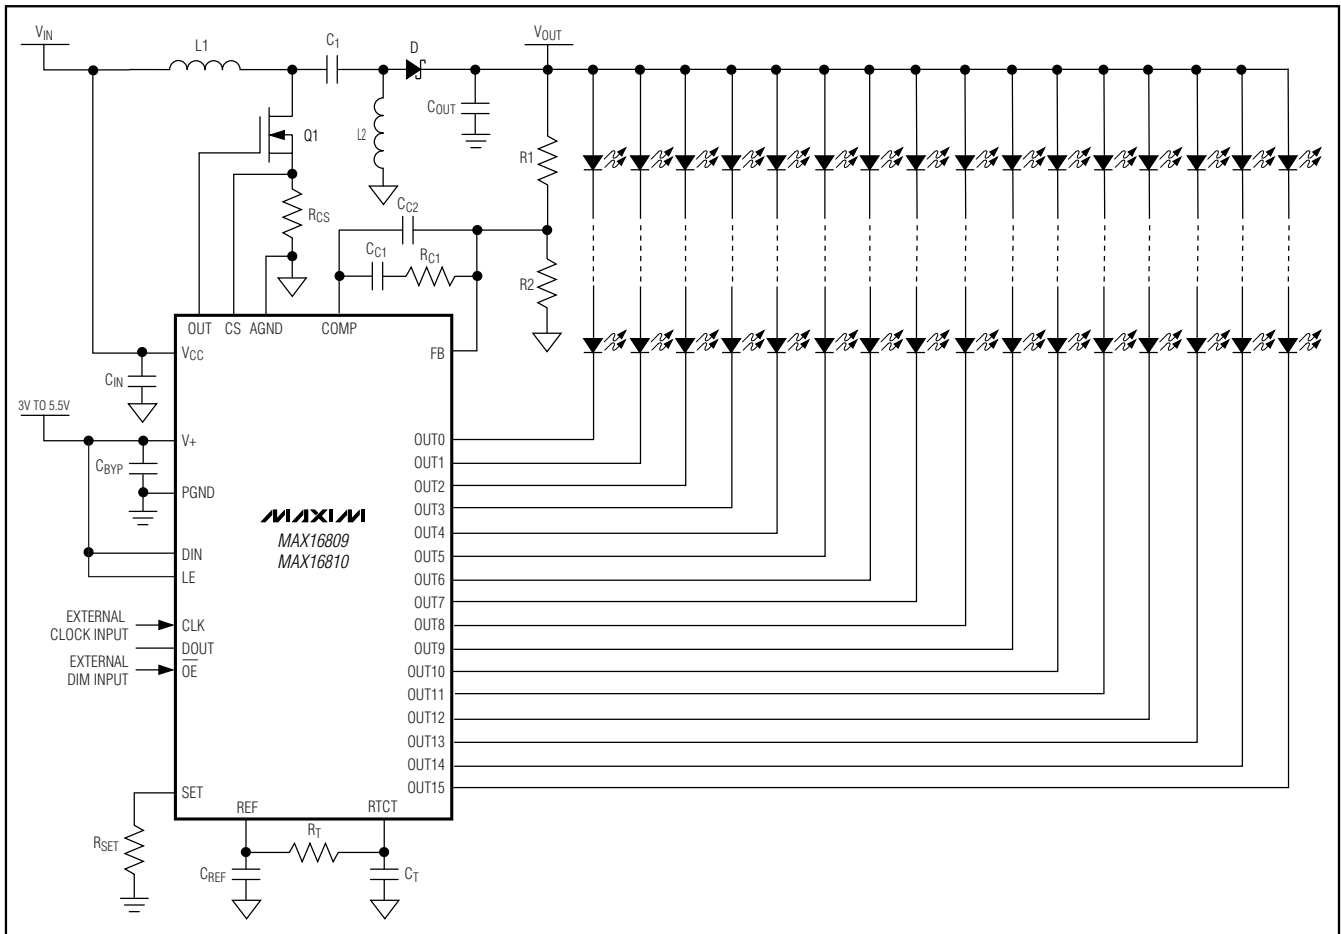 VIN
L1
C1
D
VOUT
COUT
Q1
L2
R1
RCS
CC2
CC1
RC1
R2
OUT
CS
AGND
COMP
VCC
FB
CIN
3V TO 5.5V
V+
OUT0
OUT1
CBYP
OUT2
PGND
OUT3
MAXIM
MAX16809
MAX16810
OUT4
DIN
OUT5
LE
OUT6
OUT7
EXTERNAL
CLOCK INPUT
CLK
OUT8
DOUT
OUT9
EXTERNAL
DIM INPUT
OE
OUT10
OUT11
OUT12
OUT13
OUT14
OUT15
SET
REF
RTCT
RSET
RT
CREF
CT